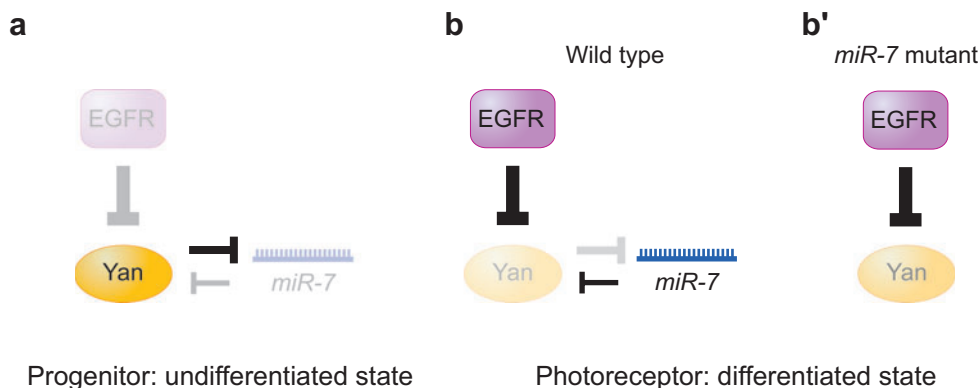 a
EGFR
Yan
miR-7
Progenitor: undifferentiated state
b
Wild type
EGFR
Yan
miR-7
b'
miR-7 mutant
EGFR
Yan
Photoreceptor: differentiated state